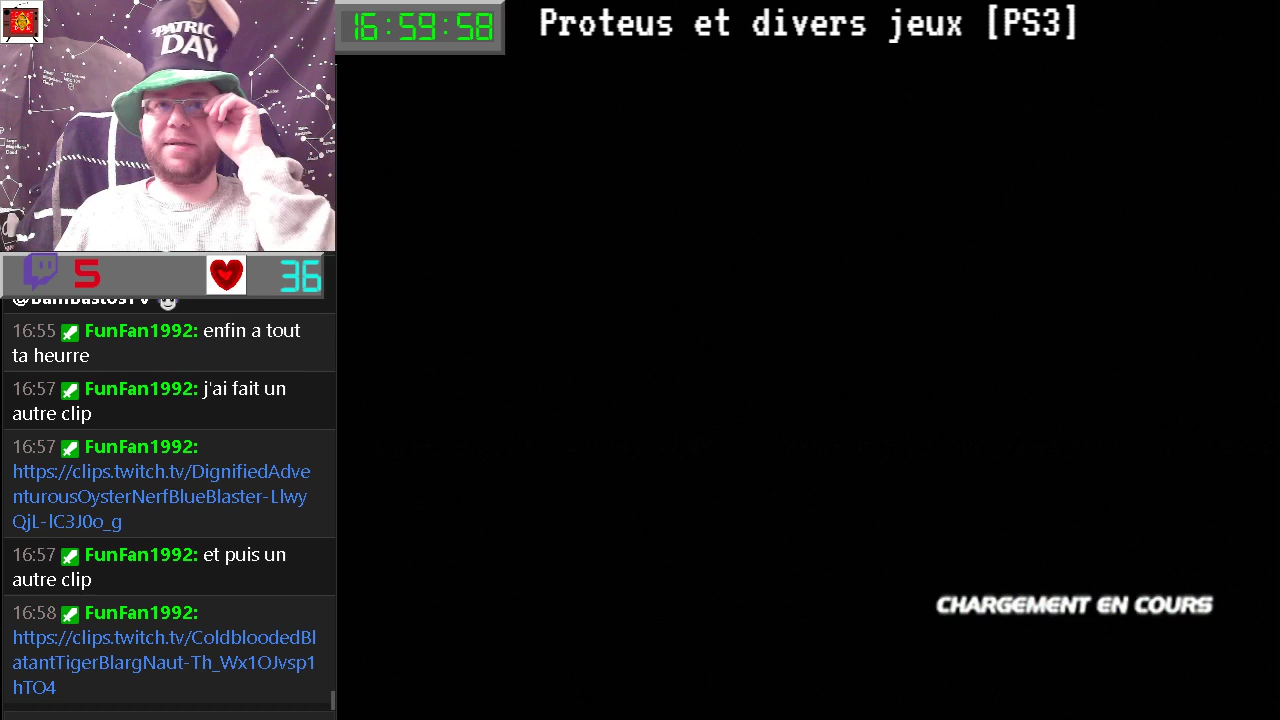 PATRIC
DAY
16:59:58
Proteus et divers jeux [PS3]
5
36
@BambastosTV
16:55 FunFan1992: enfin a tout
ta heurre
16:57 FunFan1992: j'ai fait un
autre clip
16:57 FunFan1992:
https://clips.twitch.tv/DignifiedAdve
nturousOysterNerfBlueBlaster-Llwy
QjL-lC3J0o_g
16:57 FunFan1992: et puis un
autre clip
16:58 FunFan1992:
https://clips.twitch.tv/ColdbloodedBl
atantTigerBlargNaut-Th_Wx1OJvsp1
hTO4
CHARGEMENT EN COURS